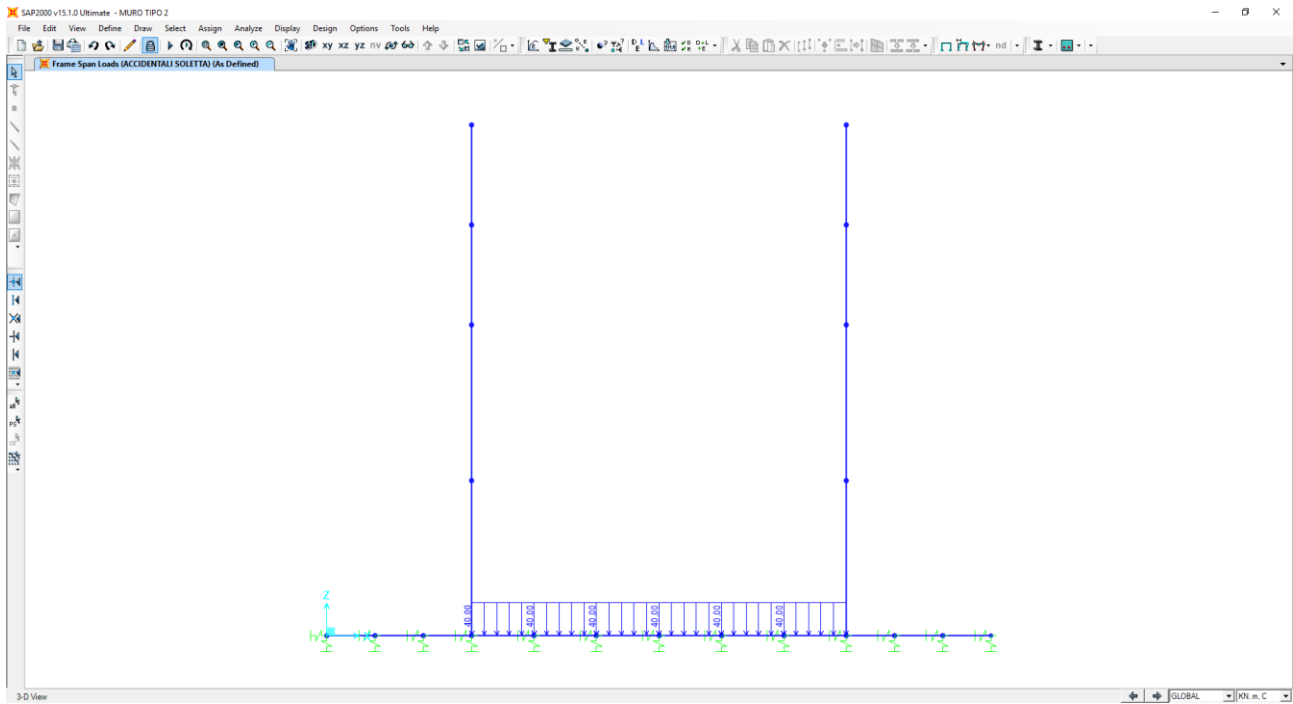 SAP2000 v15.1.0 Ultimate - MURO TIPO 2
File Edit View Define Draw Select Assign Analyze Display Design Options Tools Help
xy xz yz nv nd
Frame Span Loads (ACCIDENTALI SOLETTA) (As Defined)
Z
40.00 40.00 40.00 40.00 40.00 40.00
X
3-D View GLOBAL KN, m, C